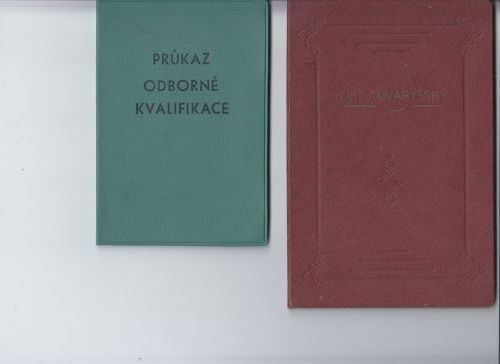 PRŮKAZ
ODBORNÉ
KVALIFIKACE
LIST TOVARYŠSKÝ